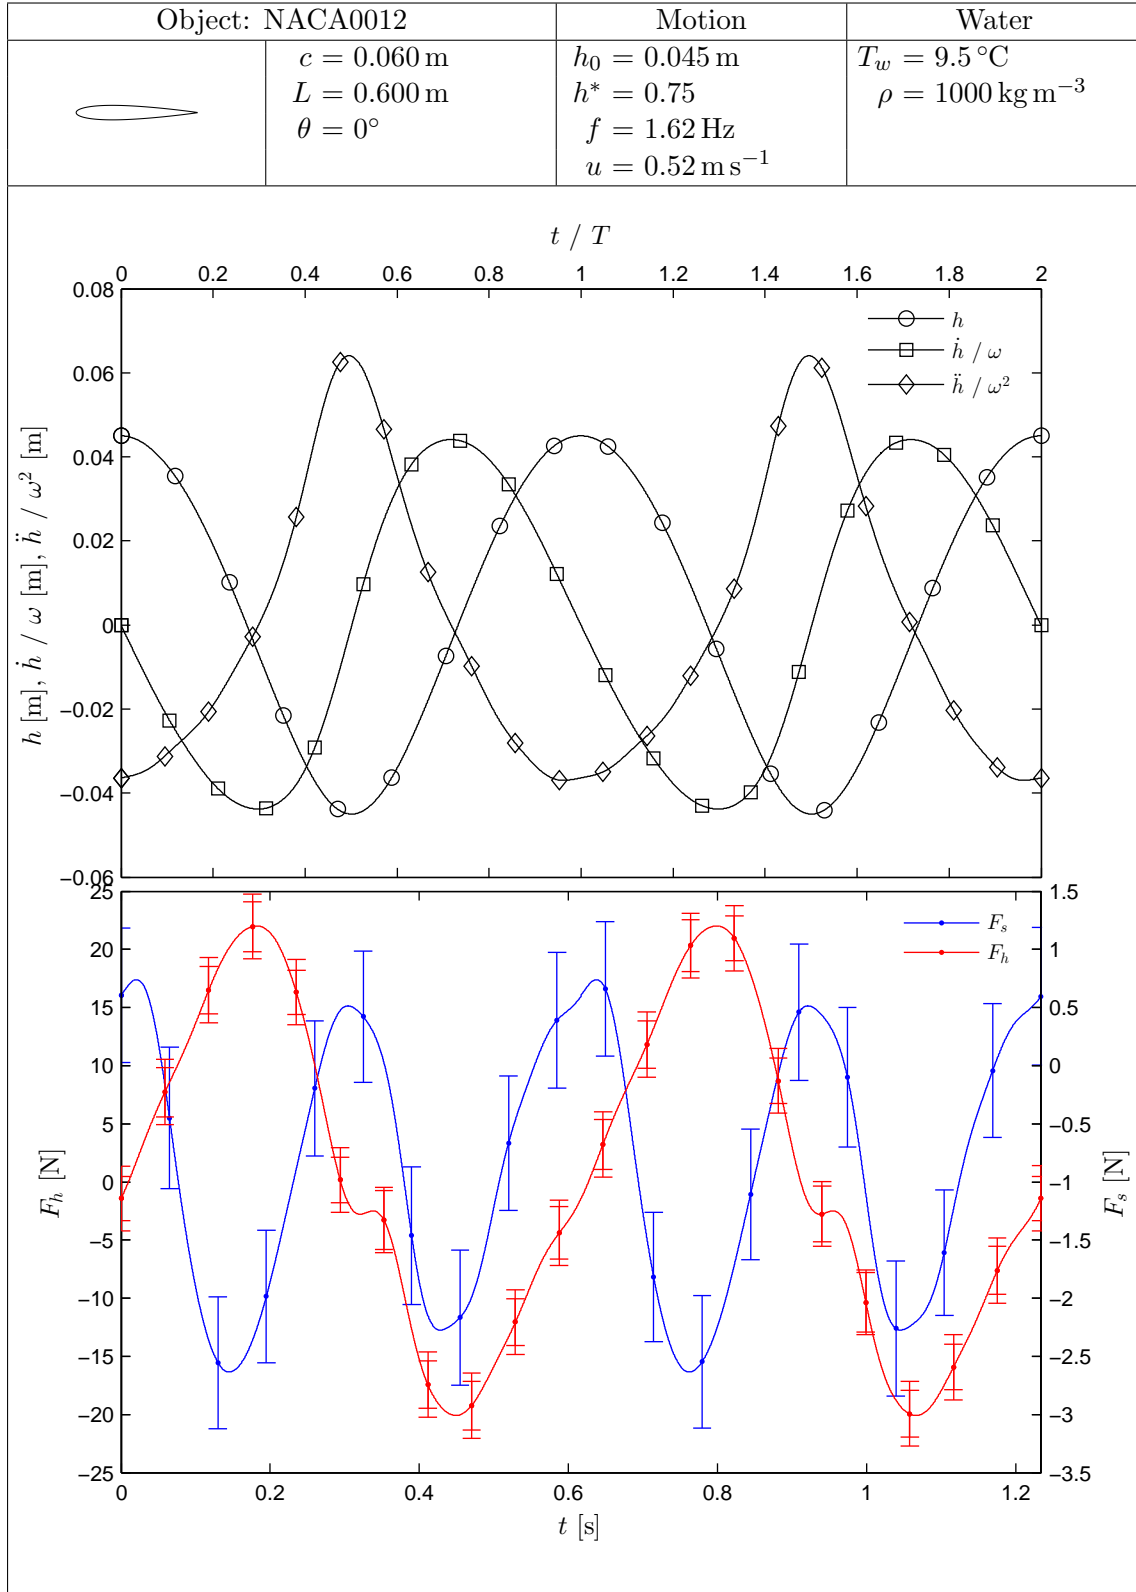 Object: NACA0012 Motion Water
c = 0.060 m h₀ = 0.045 m T_w = 9.5 °C
L = 0.600 m h* = 0.75 ρ = 1000 kg m⁻³
θ = 0° f = 1.62 Hz
u = 0.52 m s⁻¹
t / T
0 0.2 0.4 0.6 0.8 1 1.2 1.4 1.6 1.8 2
0.08
h
ḣ / ω
ḧ / ω²
0.06
0.04
0.02
0
−0.02
−0.04
−0.06
h [m], ḣ / ω [m], ḧ / ω² [m]
25 1.5
F_s
F_h
20 1
15 0.5
10 0
5 −0.5
0 −1
−5 −1.5
−10 −2
−15 −2.5
−20 −3
−25 −3.5
F_h [N]
F_s [N]
0 0.2 0.4 0.6 0.8 1 1.2
t [s]